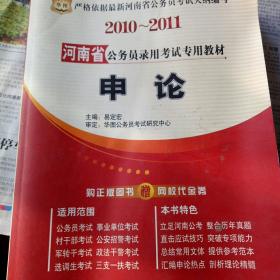 华图
严格依据最新河南省公务员考试大纲编写
2010~2011
河南省公务员录用考试专用教材
申论
主编：易定宏
审定：华图公务员考试研究中心
购正版图书 赠 网校代金券
适用范围
公务员考试 事业单位考试
村干部考试 公安招警考试
军转干考试 政法干警考试
选调生考试 三支一扶考试
本书特色
立足河南公考 整合历年真题
直击应试技巧 突破专项能力
总结常用文体 提供参考范本
汇编申论热点 剖析理论精髓